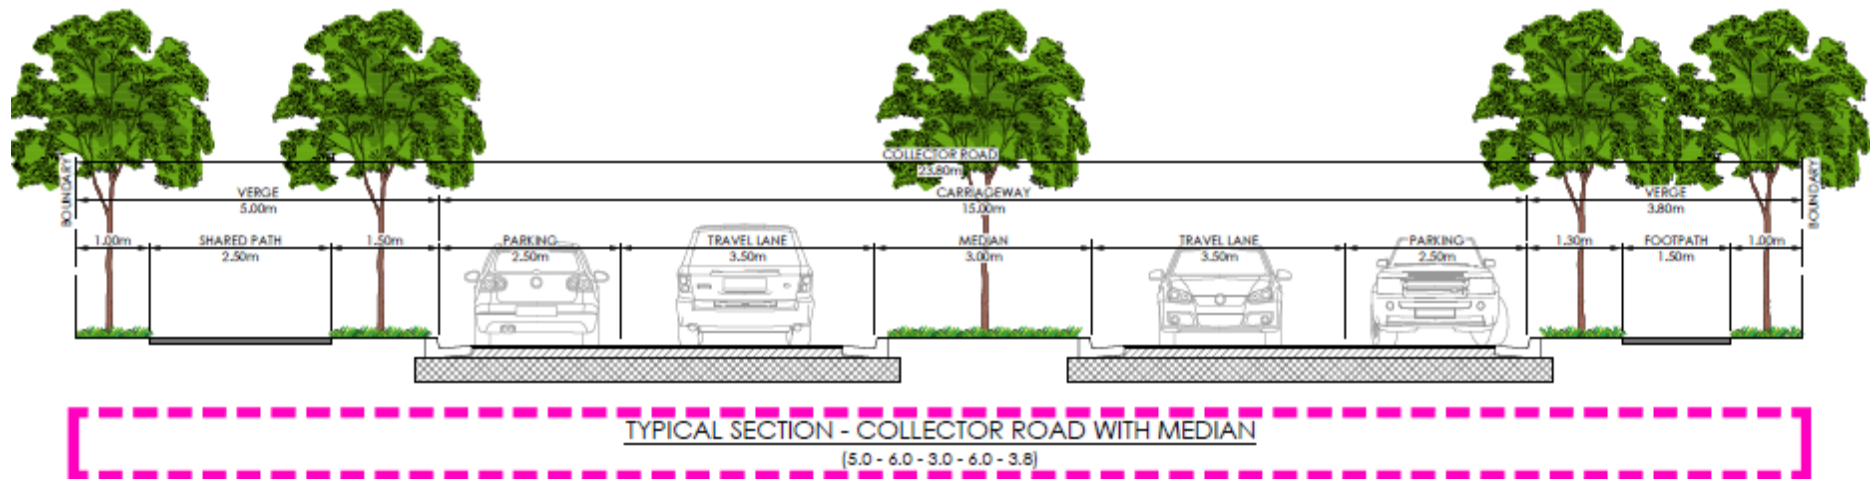 COLLECTOR ROAD
23.80m
BOUNDARY
VERGE
5.00m
CARRIAGEWAY
15.00m
VERGE
3.80m
BOUNDARY
1.00m
SHARED PATH
2.50m
1.50m
PARKING
2.50m
TRAVEL LANE
3.50m
MEDIAN
3.00m
TRAVEL LANE
3.50m
PARKING
2.50m
1.30m
FOOTPATH
1.50m
1.00m
TYPICAL SECTION - COLLECTOR ROAD WITH MEDIAN
(5.0 - 6.0 - 3.0 - 6.0 - 3.8)